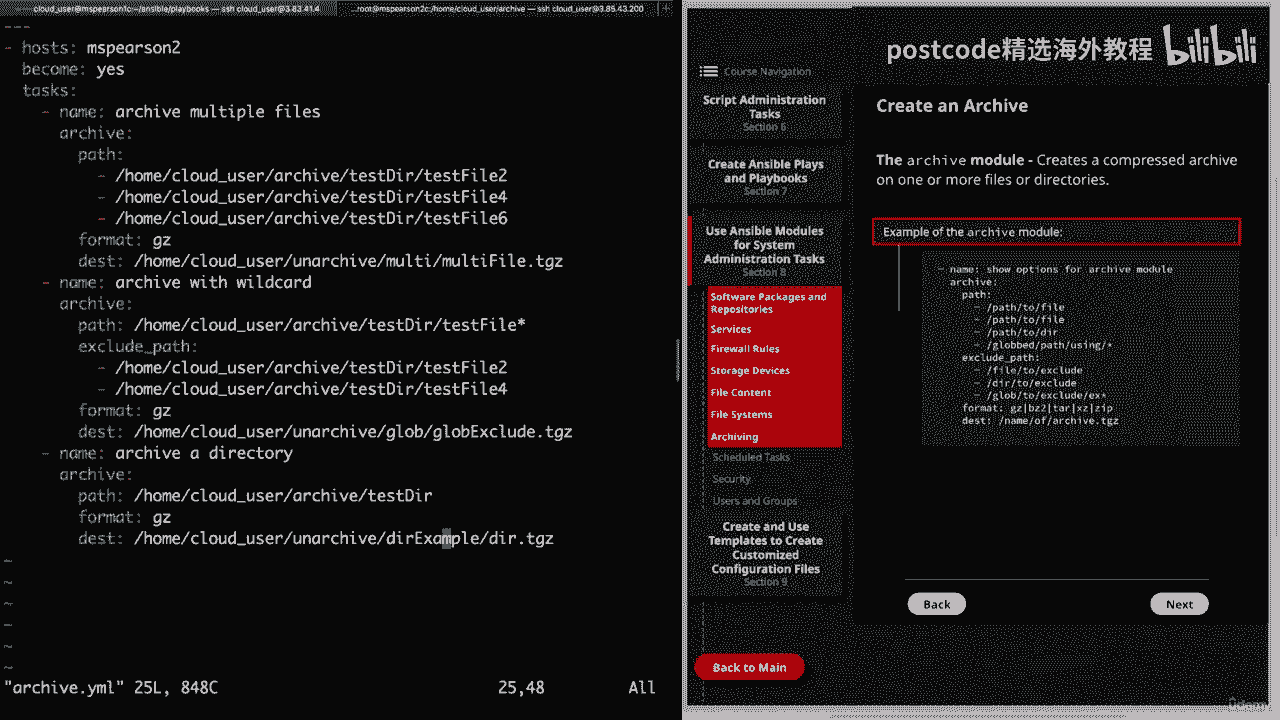 cloud_user@mspearson1c:~/ansible/playbooks — ssh cloud_user@3.83.41.4
...root@mspearson2c:/home/cloud_user/archive — ssh cloud_user@3.85.43.200
+
---
- hosts: mspearson2
become: yes
tasks:
- name: archive multiple files
archive:
path:
- /home/cloud_user/archive/testDir/testFile2
- /home/cloud_user/archive/testDir/testFile4
- /home/cloud_user/archive/testDir/testFile6
format: gz
dest: /home/cloud_user/unarchive/multi/multiFile.tgz
- name: archive with wildcard
archive:
path: /home/cloud_user/archive/testDir/testFile*
exclude_path:
- /home/cloud_user/archive/testDir/testFile2
- /home/cloud_user/archive/testDir/testFile4
format: gz
dest: /home/cloud_user/unarchive/glob/globExclude.tgz
- name: archive a directory
archive:
path: /home/cloud_user/archive/testDir
format: gz
dest: /home/cloud_user/unarchive/dirExample/dir.tgz
~
~
~
~
~
~
"archive.yml" 25L, 848C 25,48 All
postcode精选海外教程 bilibili
Course Navigation
Script Administration
Tasks
Section 6
Create Ansible Plays
and Playbooks
Section 7
Use Ansible Modules
for System
Administration Tasks
Section 8
Software Packages and
Repositories
Services
Firewall Rules
Storage Devices
File Content
File Systems
Archiving
Scheduled Tasks
Security
Users and Groups
Create and Use
Templates to Create
Customized
Configuration Files
Section 9
Back to Main
Create an Archive
The archive module - Creates a compressed archive
on one or more files or directories.
Example of the archive module:
- name: show options for archive module
archive:
path:
- /path/to/file
- /path/to/file
- /path/to/dir
- /globbed/path/using/*
exclude_path:
- /file/to/exclude
- /dir/to/exclude
- /glob/to/exclude/ex*
format: gz|bz2|tar|xz|zip
dest: /name/of/archive.tgz
Back
Next
Udemy